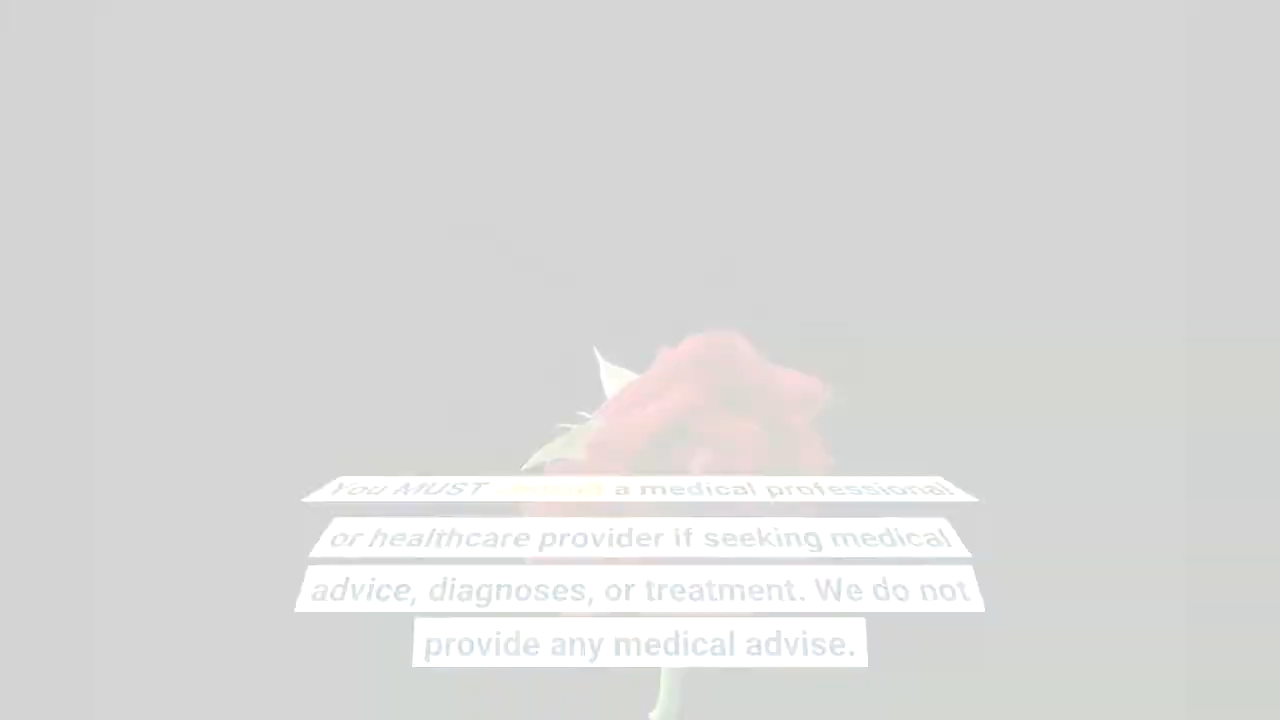 You MUST consult a medical professional
or healthcare provider if seeking medical
advice, diagnoses, or treatment. We do not
provide any medical advise.